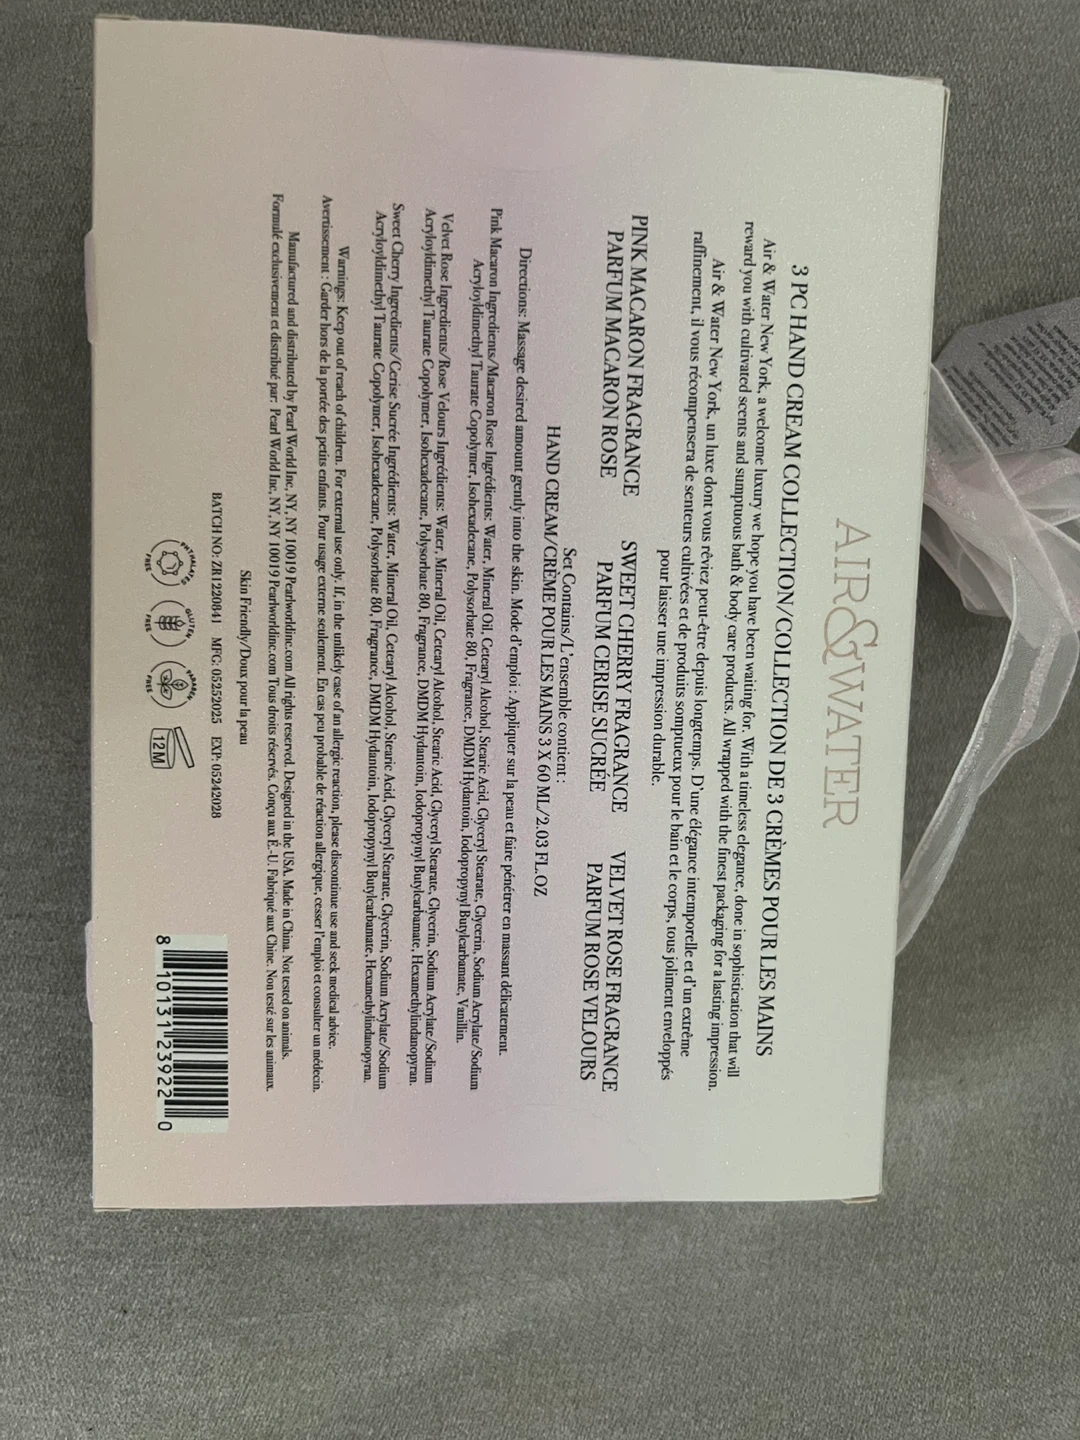 AIR&WATER
3 PC HAND CREAM COLLECTION/COLLECTION DE 3 CRÈMES POUR LES MAINS
Air & Water New York, a welcome luxury we hope you have been waiting for. With a timeless elegance, done in sophistication that will
reward you with cultivated scents and sumptuous bath & body care products. All wrapped with the finest packaging for a lasting impression.
Air & Water New York, un luxe dont vous rêviez peut-être depuis longtemps. D'une élégance intemporelle et d'un extrême
raffinement, il vous récompensera de senteurs cultivées et de produits somptueux pour le bain et le corps, tous joliment enveloppés
pour laisser une impression durable.
PINK MACARON FRAGRANCE SWEET CHERRY FRAGRANCE VELVET ROSE FRAGRANCE
PARFUM MACARON ROSE PARFUM CERISE SUCRÉE PARFUM ROSE VELOURS
Set Contains/L'ensemble contient :
HAND CREAM/CRÈME POUR LES MAINS 3 X 60 ML/2.03 FL.OZ
Directions: Massage desired amount gently into the skin. Mode d'emploi : Appliquer sur la peau et faire pénétrer en massant délicatement.
Pink Macaron Ingredients/Macaron Rose Ingrédients: Water, Mineral Oil, Cetearyl Alcohol, Stearic Acid, Glyceryl Stearate, Glycerin, Sodium Acrylate/Sodium
Acryloyldimethyl Taurate Copolymer, Isohexadecane, Polysorbate 80, Fragrance, DMDM Hydantoin, Iodopropynyl Butylcarbamate, Vanillin.
Velvet Rose Ingredients/Rose Velours Ingrédients: Water, Mineral Oil, Cetearyl Alcohol, Stearic Acid, Glyceryl Stearate, Glycerin, Sodium Acrylate/Sodium
Acryloyldimethyl Taurate Copolymer, Isohexadecane, Polysorbate 80, Fragrance, DMDM Hydantoin, Iodopropynyl Butylcarbamate, Hexamethylindanopyran.
Sweet Cherry Ingredients/Cerise Sucrée Ingrédients: Water, Mineral Oil, Cetearyl Alcohol, Stearic Acid, Glyceryl Stearate, Glycerin, Sodium Acrylate/Sodium
Acryloyldimethyl Taurate Copolymer, Isohexadecane, Polysorbate 80, Fragrance, DMDM Hydantoin, Iodopropynyl Butylcarbamate, Hexamethylindanopyran.
Warnings: Keep out of reach of children. For external use only. If, in the unlikely case of an allergic reaction, please discontinue use and seek medical advice.
Avertissement : Garder hors de la portée des petits enfants. Pour usage externe seulement. En cas peu probable de réaction allergique, cesser l'emploi et consulter un médecin.
Manufactured and distributed by Pearl World Inc, NY, NY 10019 Pearlworldinc.com All rights reserved. Designed in the USA. Made in China. Not tested on animals.
Formulé exclusivement et distribué par: Pearl World Inc, NY, NY 10019 Pearlworldinc.com Tous droits réservés. Conçu aux É.-U. Fabriqué aux Chine. Non testé sur les animaux.
Skin Friendly/Doux pour la peau
BATCH NO: ZR1220841 MFG: 05252025 EXP: 05242028
PHTHALATES FREE GLUTEN FREE PARABEN FREE 12M
8 10131 23922 0